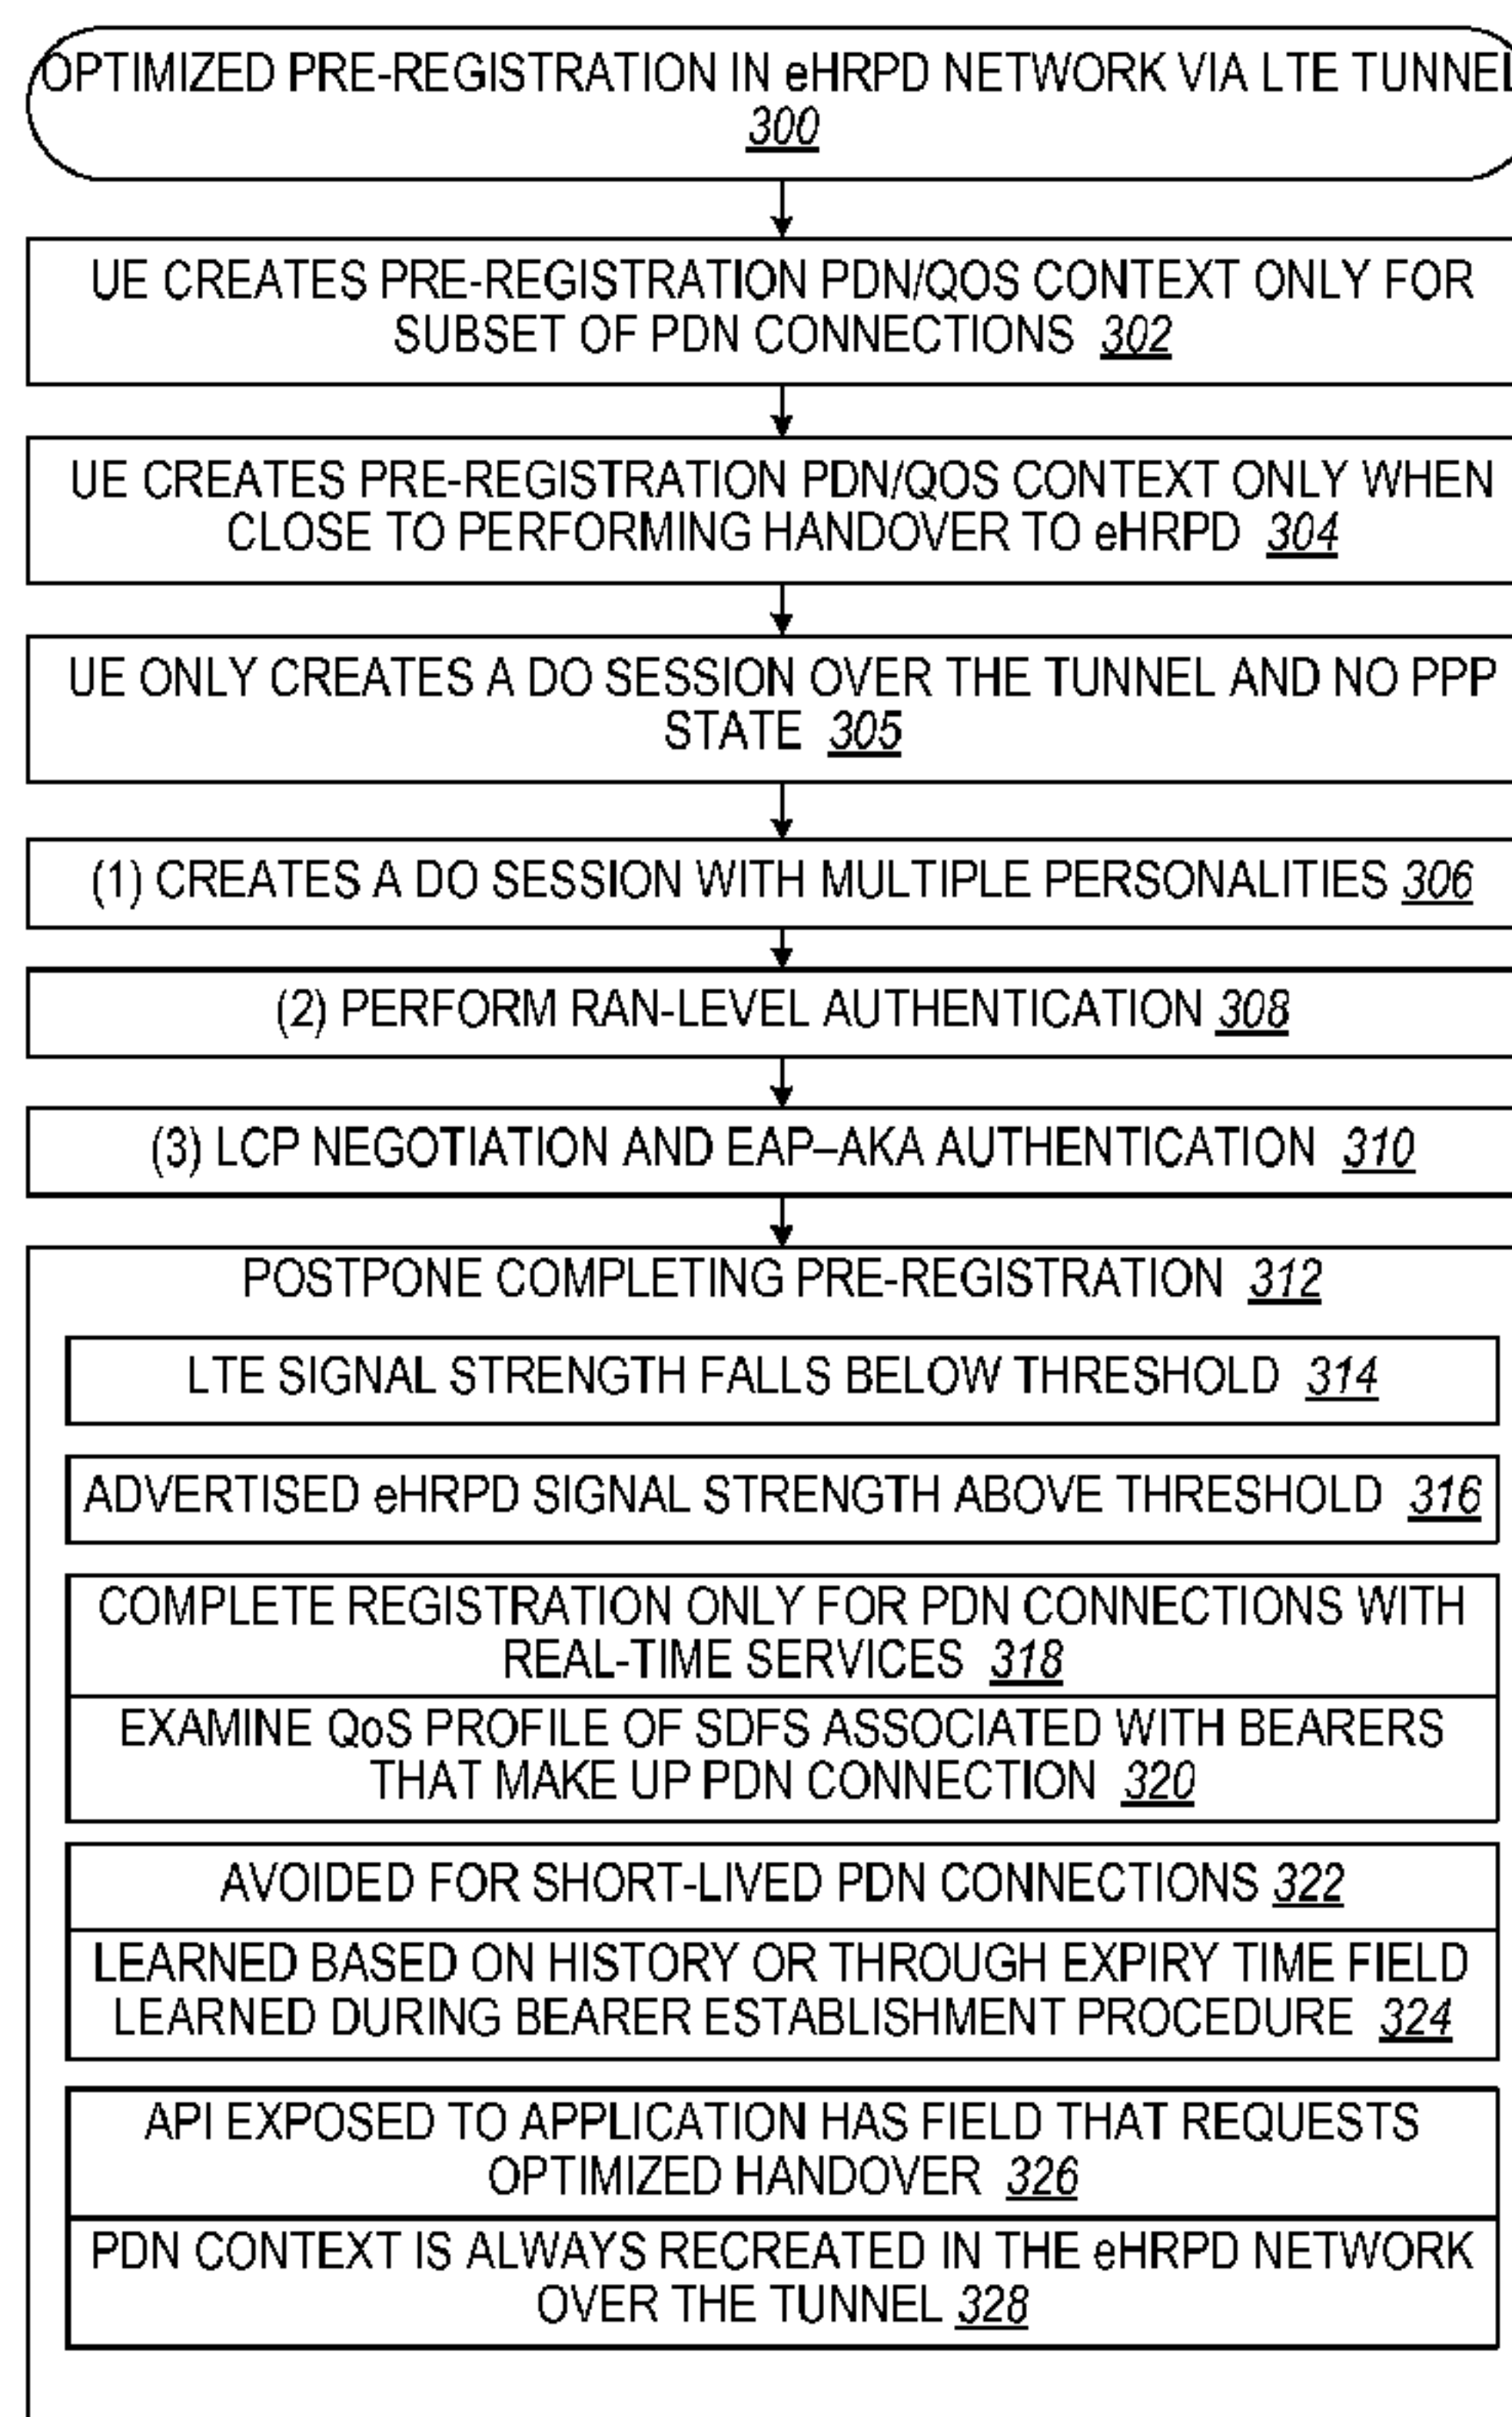 OPTIMIZED PRE-REGISTRATION IN eHRPD NETWORK VIA LTE TUNNEL
300
UE CREATES PRE-REGISTRATION PDN/QOS CONTEXT ONLY FOR
SUBSET OF PDN CONNECTIONS 302
UE CREATES PRE-REGISTRATION PDN/QOS CONTEXT ONLY WHEN
CLOSE TO PERFORMING HANDOVER TO eHRPD 304
UE ONLY CREATES A DO SESSION OVER THE TUNNEL AND NO PPP
STATE 305
(1) CREATES A DO SESSION WITH MULTIPLE PERSONALITIES 306
(2) PERFORM RAN-LEVEL AUTHENTICATION 308
(3) LCP NEGOTIATION AND EAP–AKA AUTHENTICATION 310
POSTPONE COMPLETING PRE-REGISTRATION 312
LTE SIGNAL STRENGTH FALLS BELOW THRESHOLD 314
ADVERTISED eHRPD SIGNAL STRENGTH ABOVE THRESHOLD 316
COMPLETE REGISTRATION ONLY FOR PDN CONNECTIONS WITH
REAL-TIME SERVICES 318
EXAMINE QoS PROFILE OF SDFS ASSOCIATED WITH BEARERS
THAT MAKE UP PDN CONNECTION 320
AVOIDED FOR SHORT-LIVED PDN CONNECTIONS 322
LEARNED BASED ON HISTORY OR THROUGH EXPIRY TIME FIELD
LEARNED DURING BEARER ESTABLISHMENT PROCEDURE 324
API EXPOSED TO APPLICATION HAS FIELD THAT REQUESTS
OPTIMIZED HANDOVER 326
PDN CONTEXT IS ALWAYS RECREATED IN THE eHRPD NETWORK
OVER THE TUNNEL 328